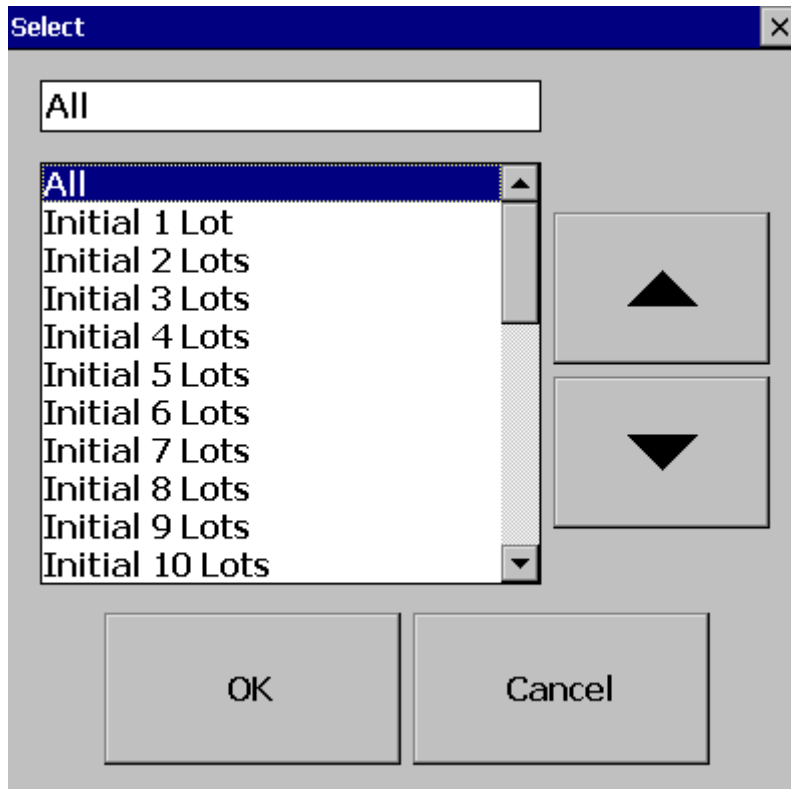 Select
All
All
Initial 1 Lot
Initial 2 Lots
Initial 3 Lots
Initial 4 Lots
Initial 5 Lots
Initial 6 Lots
Initial 7 Lots
Initial 8 Lots
Initial 9 Lots
Initial 10 Lots
OK
Cancel